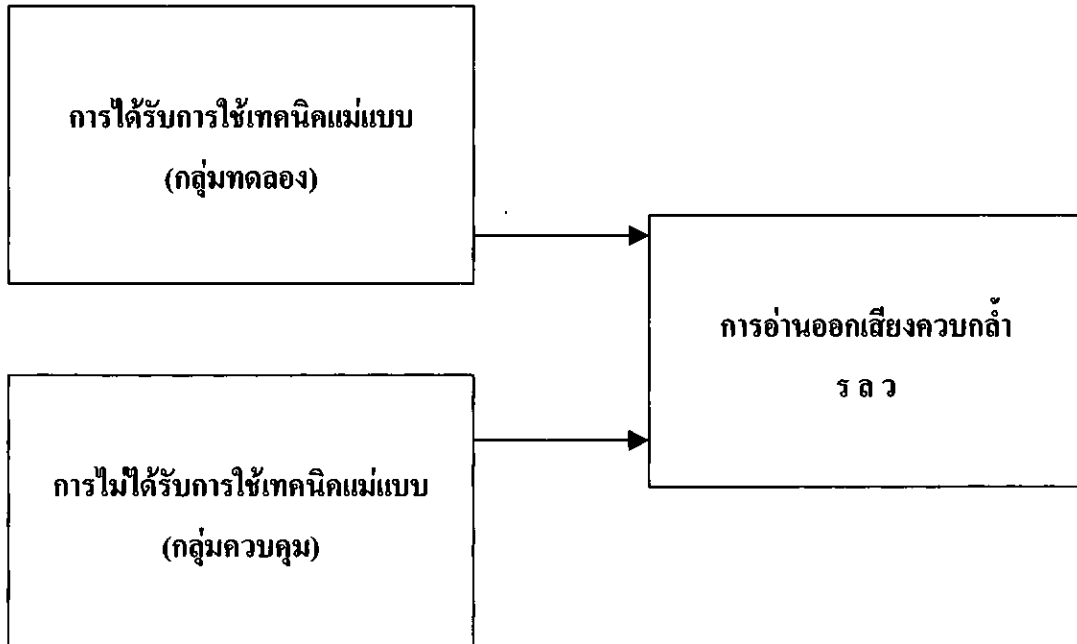 การได้รับการใช้เทคนิคแม่แบบ
(กลุ่มทดลอง)
การอ่านออกเสียงควบกล้ำ
ร ล ว
การไม่ได้รับการใช้เทคนิคแม่แบบ
(กลุ่มควบคุม)